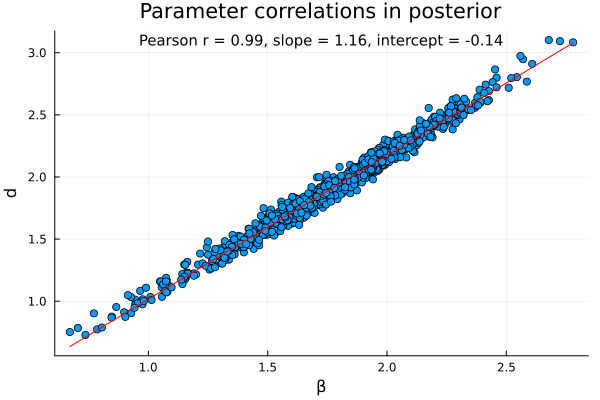 Parameter correlations in posterior
Pearson r = 0.99, slope = 1.16, intercept = -0.14
3.0
2.5
2.0
1.5
1.0
d
1.0 1.5 2.0 2.5
β